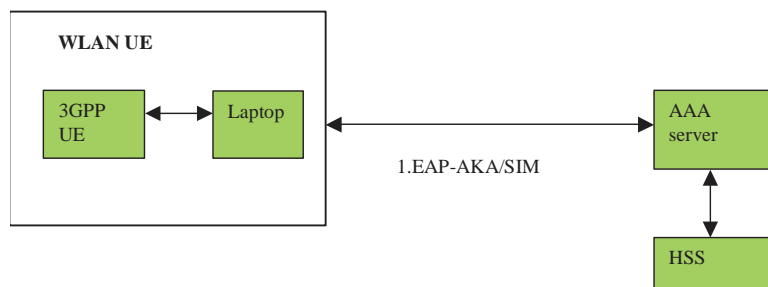 WLAN UE
3GPP
UE
Laptop
AAA
server
1.EAP-AKA/SIM
HSS